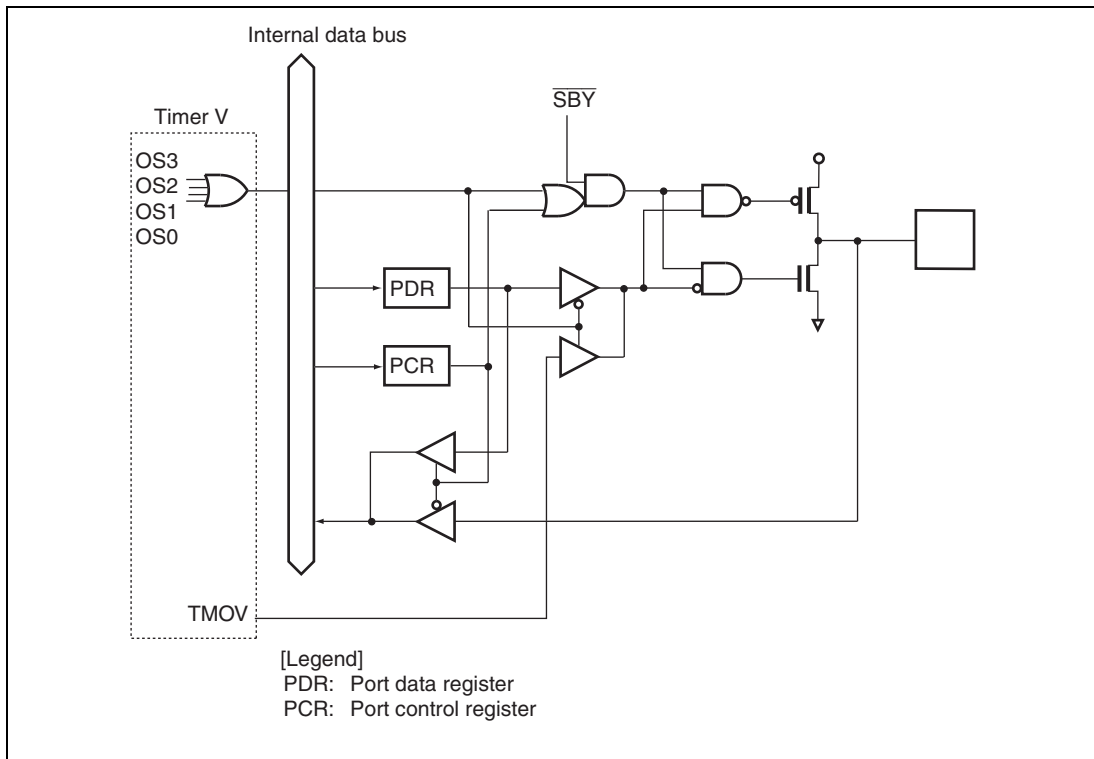 Internal data bus
SBY
Timer V
OS3
OS2
OS1
OS0
PDR
PCR
TMOV
[Legend]
PDR: Port data register
PCR: Port control register